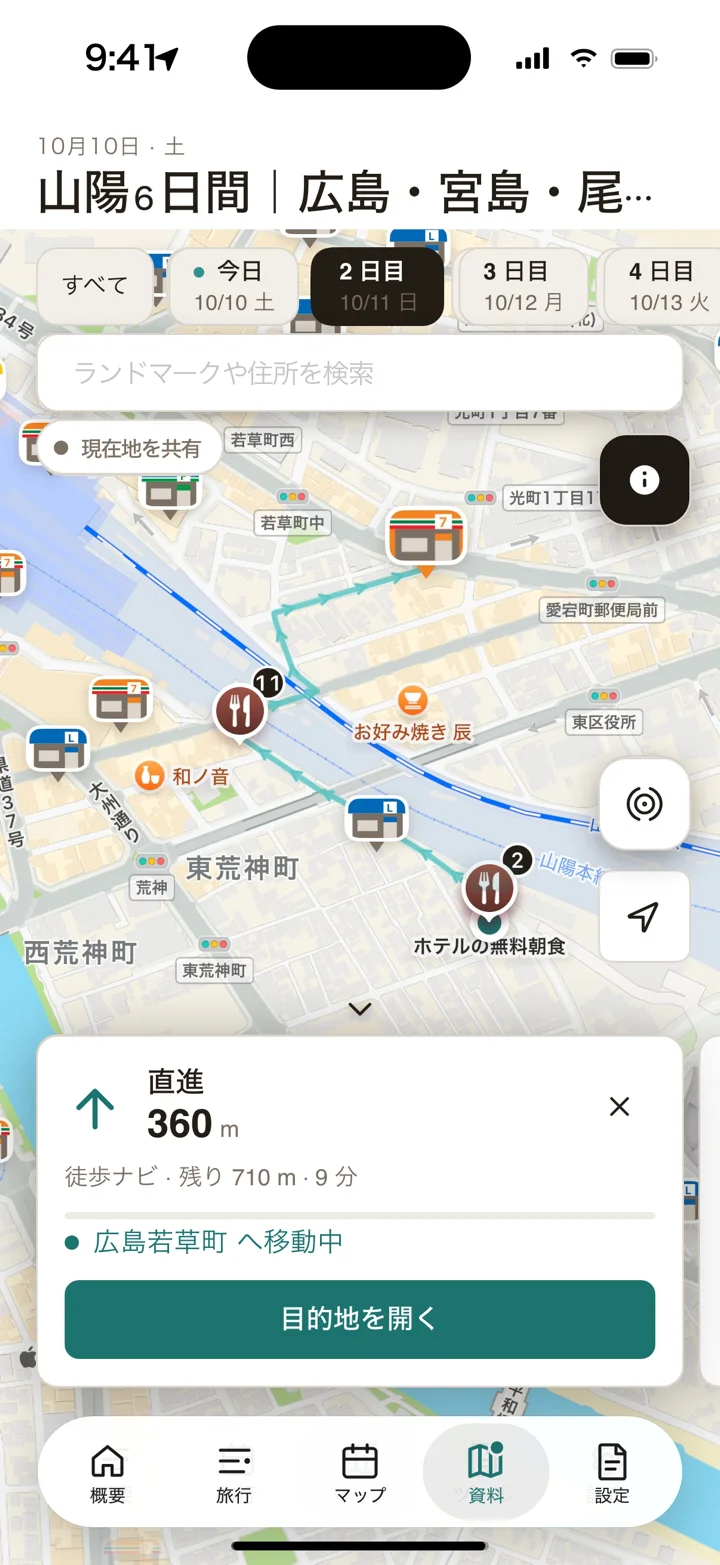 9:41
10月10日 · 土
山陽6日間｜広島・宮島・尾…
すべて
今日
10/10 土
2 日目
10/11 日
3 日目
10/12 月
4 日目
10/13 火
ランドマークや住所を検索
現在地を共有
若草町西
光町1丁目7番
若草町中
光町1丁目1
愛宕町郵便局前
11
お好み焼き 辰
東区役所
和ノ音
大州通り
東荒神町
荒神
2
山陽本線
ホテルの無料朝食
西荒神町
東荒神町
直進
360 m
徒歩ナビ · 残り 710 m · 9 分
広島若草町 へ移動中
目的地を開く
平和
概要
旅行
マップ
資料
設定